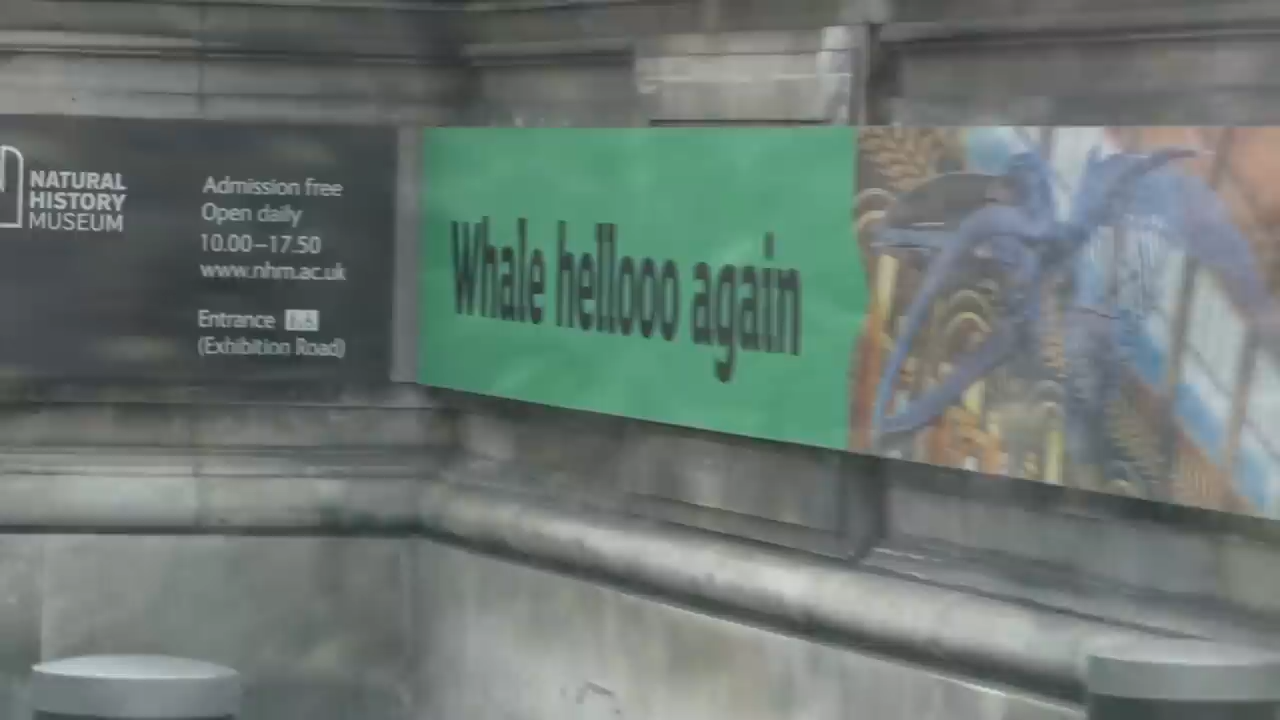 NATURAL
HISTORY
MUSEUM
Admission free
Open daily
10.00–17.50
www.nhm.ac.uk
Entrance
(Exhibition Road)
Whale hellooo again